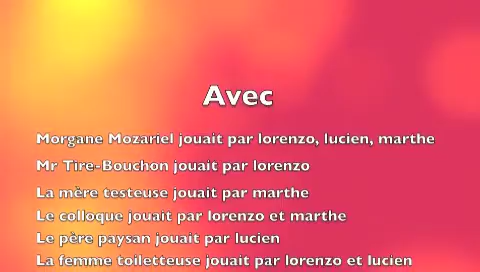 Avec
Morgane Mozariel jouait par lorenzo, lucien, marthe
Mr Tire-Bouchon jouait par lorenzo
La mère testeuse jouait par marthe
Le colloque jouait par lorenzo et marthe
Le père paysan jouait par lucien
La femme toiletteuse jouait par lorenzo et lucien